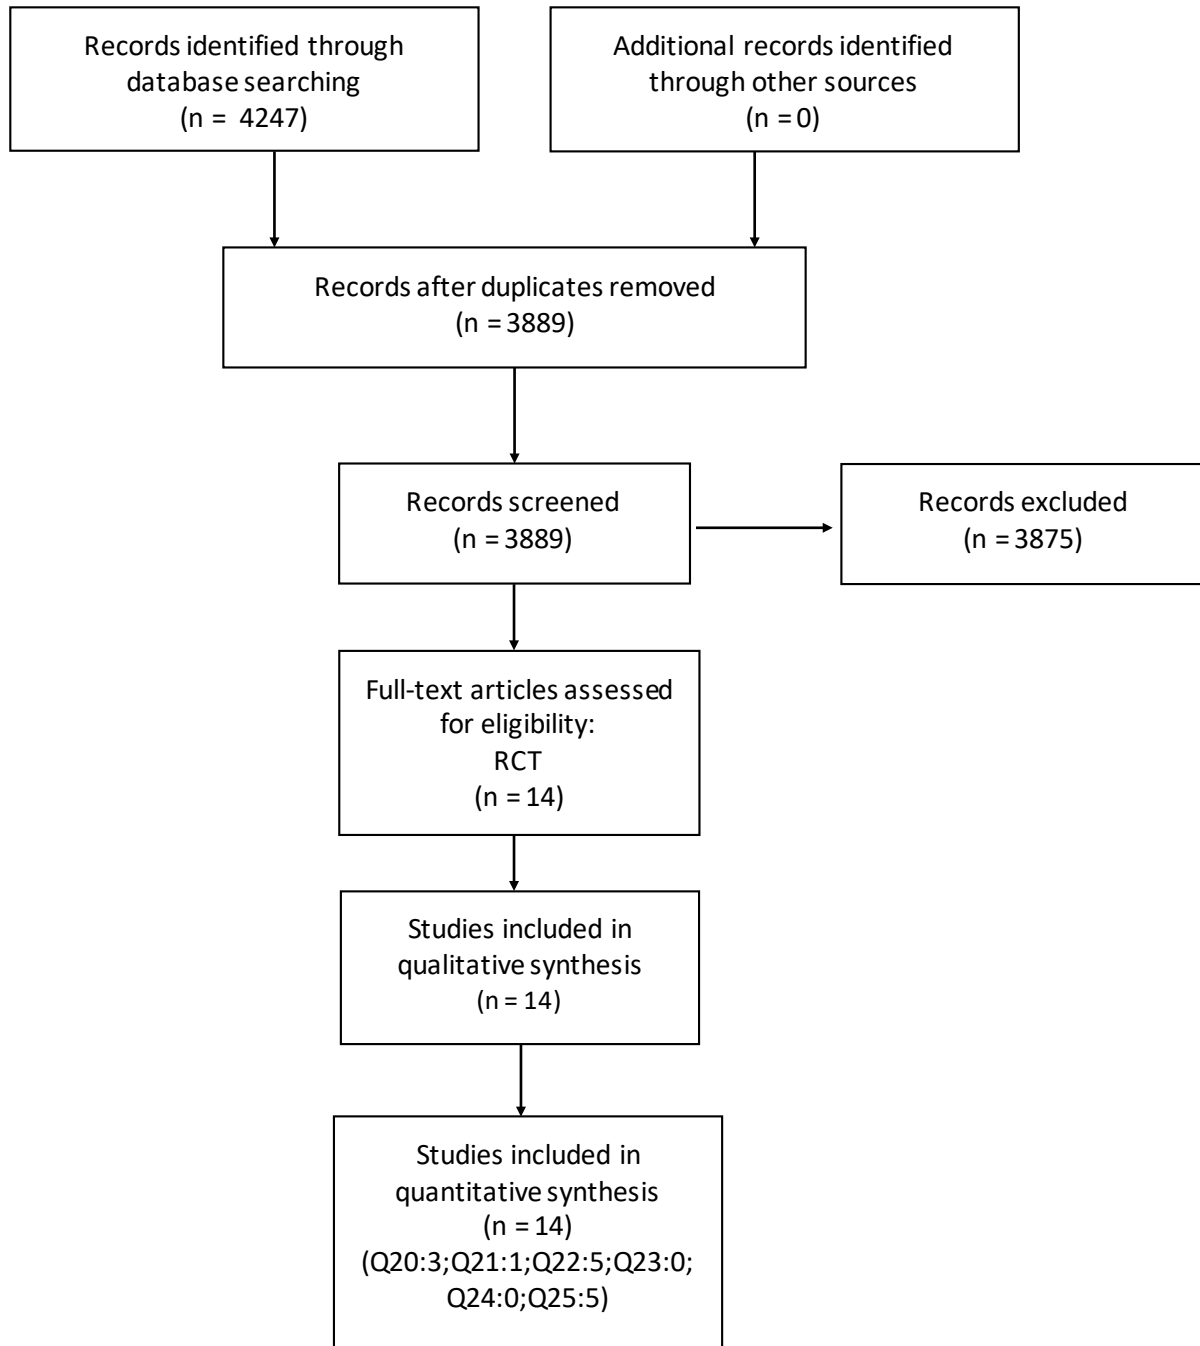 Records identified through
database searching
(n = 4247)
Additional records identified
through other sources
(n = 0)
Records after duplicates removed
(n = 3889)
Records screened
(n = 3889)
Records excluded
(n = 3875)
Full-text articles assessed
for eligibility:
RCT
(n = 14)
Studies included in
qualitative synthesis
(n = 14)
Studies included in
quantitative synthesis
(n = 14)
(Q20:3;Q21:1;Q22:5;Q23:0;
Q24:0;Q25:5)